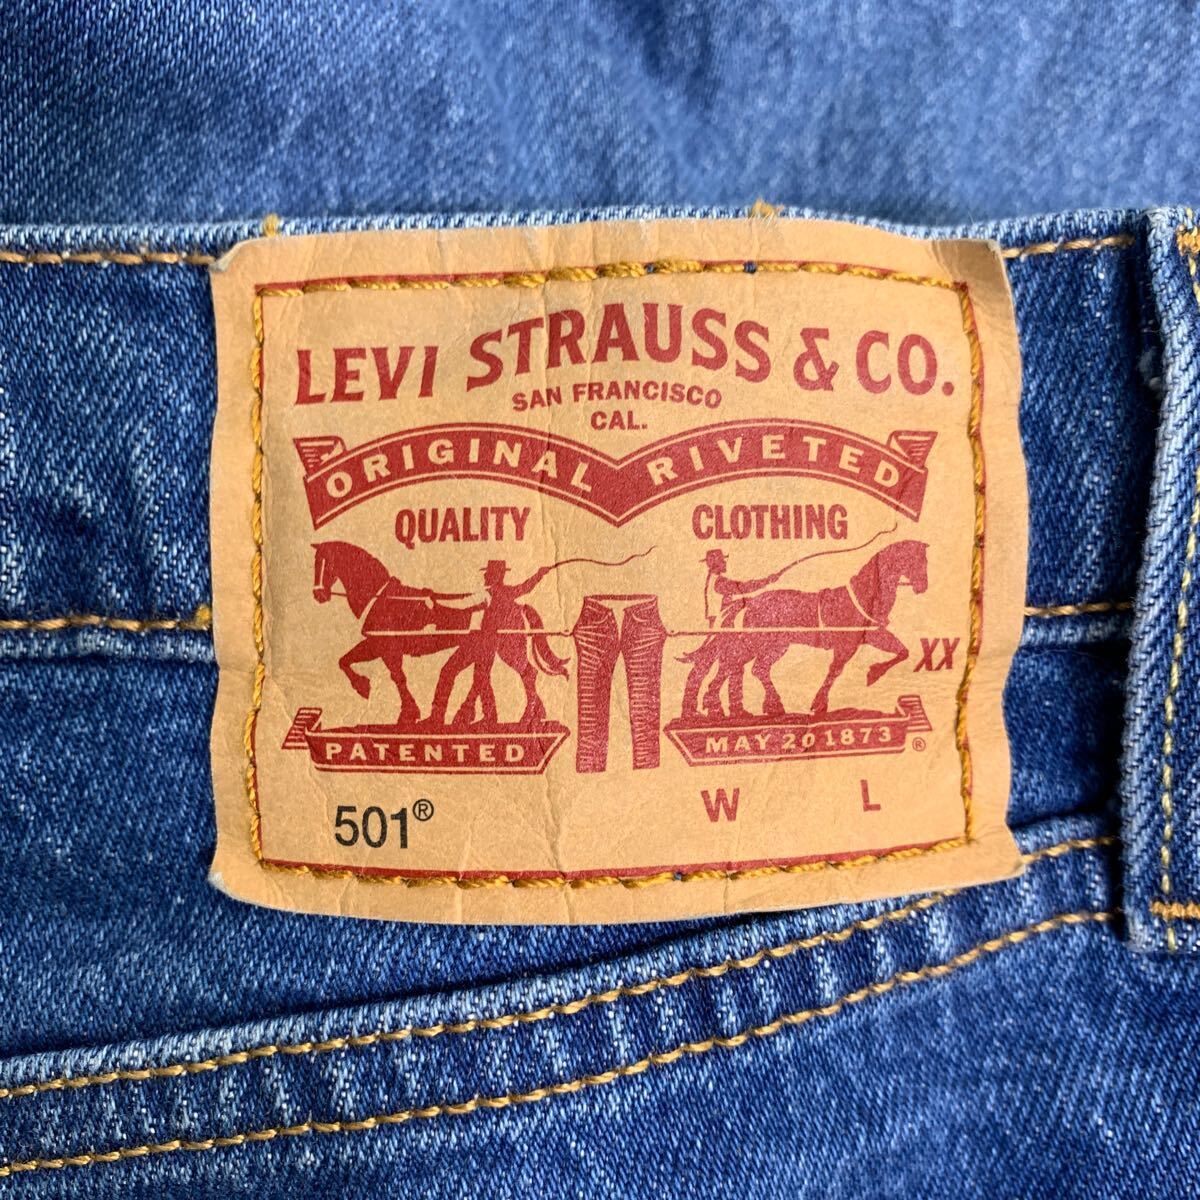 LEVI STRAUSS & CO.
SAN FRANCISCO
CAL.
ORIGINAL RIVETED
QUALITY CLOTHING
XX
PATENTED MAY 20 1873 ®
501® W L